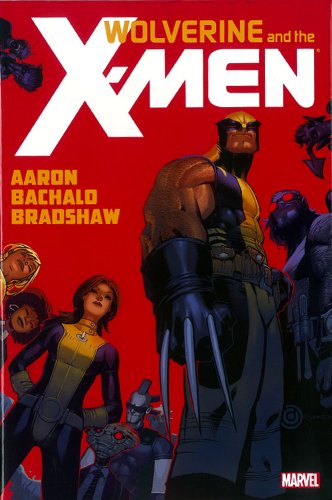 WOLVERINE and the
X-MEN
AARON
BACHALO
BRADSHAW
MARVEL